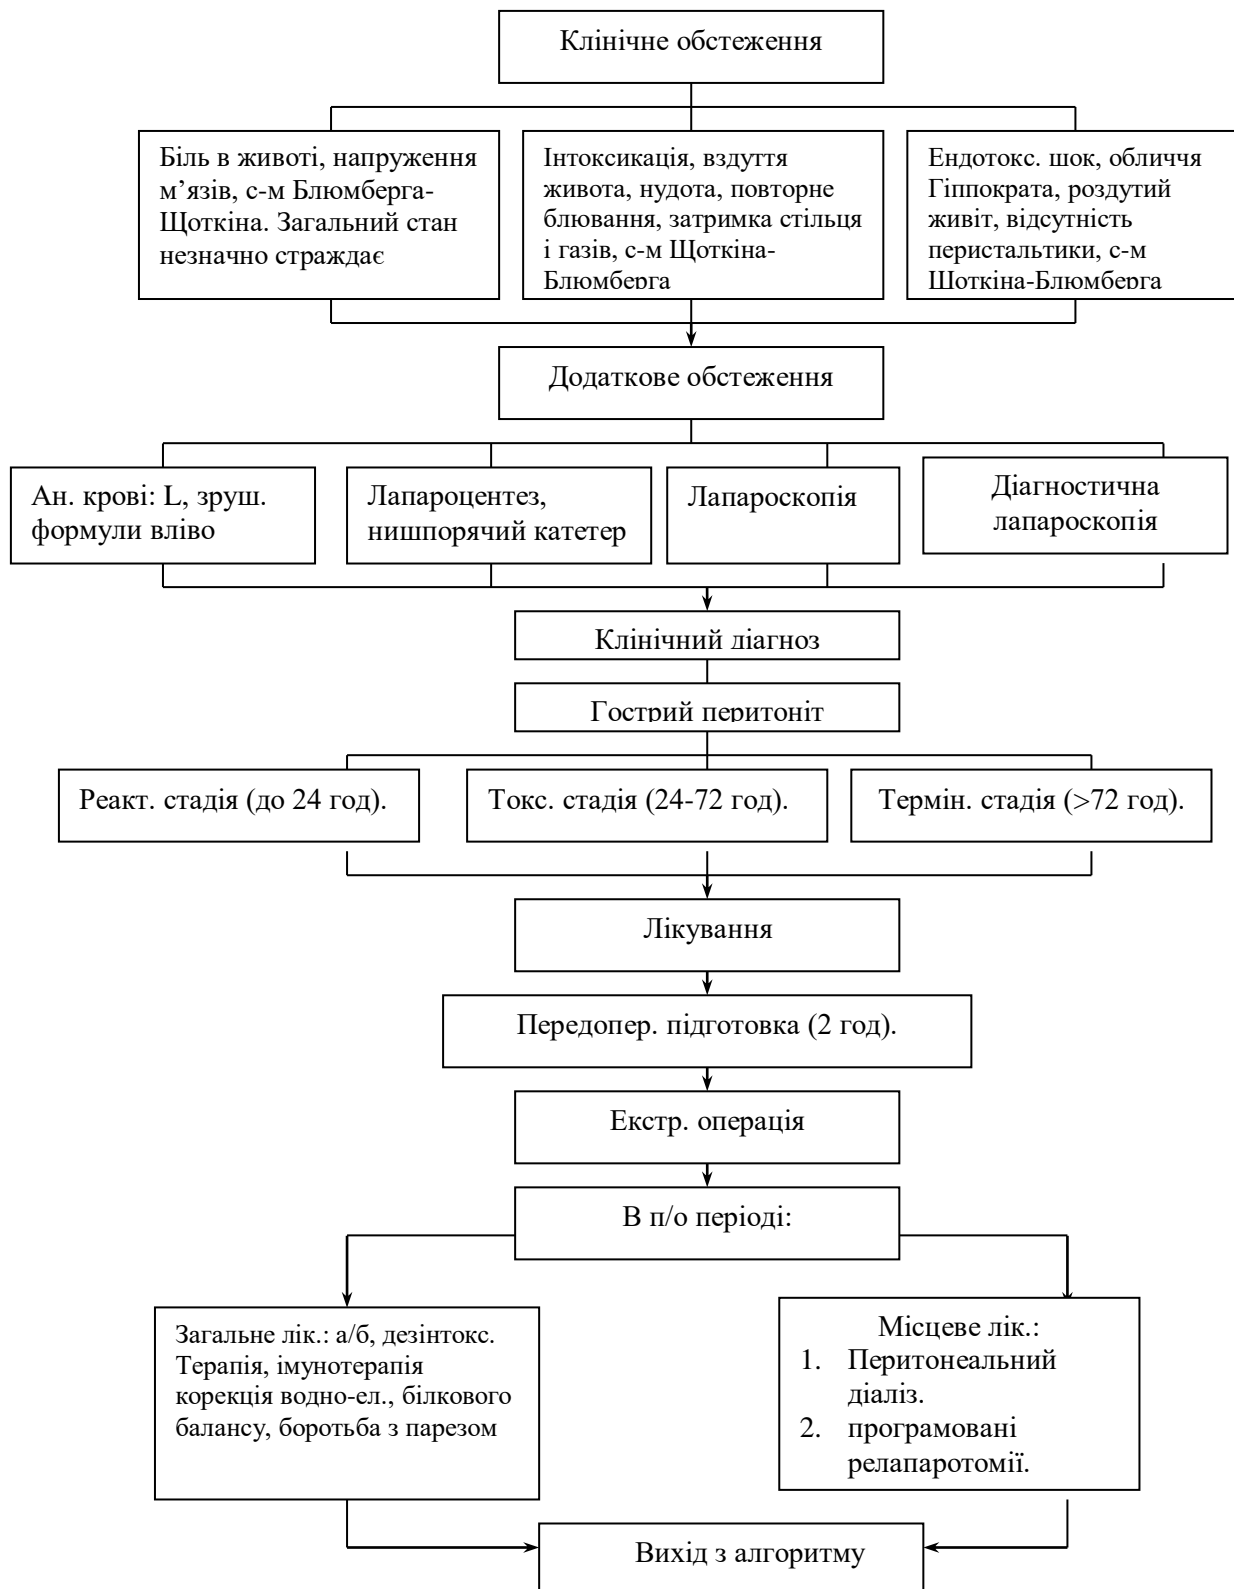 Клінічне обстеження
Біль в животі, напруження
м’язів, с-м Блюмберга-
Щоткіна. Загальний стан
незначно страждає
Інтоксикація, вздуття
живота, нудота, повторне
блювання, затримка стільця
і газів, с-м Щоткіна-
Блюмберга
Ендотокс. шок, обличчя
Гіппократа, роздутий
живіт, відсутність
перистальтики, с-м
Шоткіна-Блюмберга
Додаткове обстеження
Ан. крові: L, зруш.
формули вліво
Лапароцентез,
нишпорячий катетер
Лапароскопія
Діагностична
лапароскопія
Клінічний діагноз
Гострий перитоніт
Реакт. стадія (до 24 год).
Токс. стадія (24-72 год).
Термін. стадія (>72 год).
Лікування
Передопер. підготовка (2 год).
Екстр. операція
В п/о періоді:
Загальне лік.: а/б, дезінтокс.
Терапія, імунотерапія
корекція водно-ел., білкового
балансу, боротьба з парезом
Місцеве лік.:
1. Перитонеальний
діаліз.
2. програмовані
релапаротомії.
Вихід з алгоритму